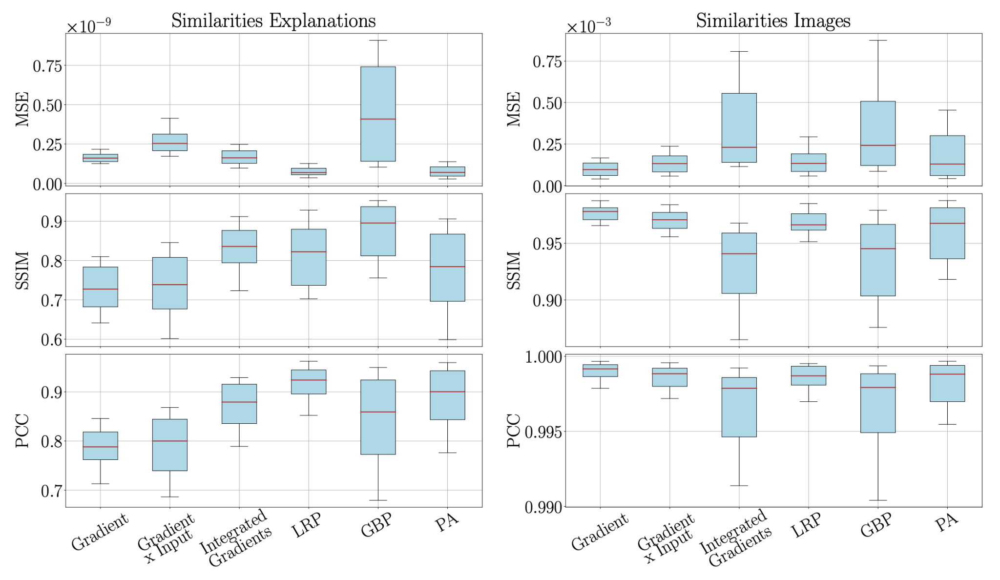 Similarities Explanations
×10⁻⁹
MSE
0.75
0.50
0.25
0.00
SSIM
0.9
0.8
0.7
0.6
PCC
0.9
0.8
0.7
Gradient
Gradient
x Input
Integrated
Gradients
LRP
GBP
PA
Similarities Images
×10⁻³
MSE
0.75
0.50
0.25
0.00
SSIM
0.95
0.90
PCC
1.000
0.995
0.990
Gradient
Gradient
x Input
Integrated
Gradients
LRP
GBP
PA